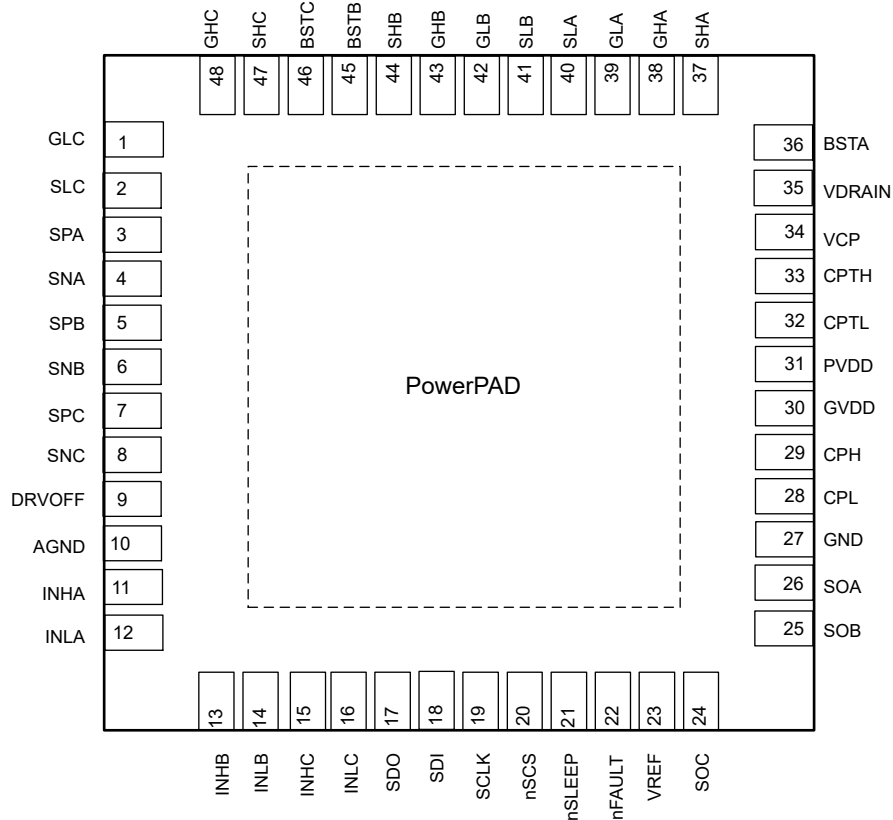 GHC SHC BSTC BSTB SHB GHB GLB SLB SLA GLA GHA SHA
48 47 46 45 44 43 42 41 40 39 38 37
GLC 1
SLC 2
SPA 3
SNA 4
SPB 5
SNB 6
SPC 7
SNC 8
DRVOFF 9
AGND 10
INHA 11
INLA 12
PowerPAD
36 BSTA
35 VDRAIN
34 VCP
33 CPTH
32 CPTL
31 PVDD
30 GVDD
29 CPH
28 CPL
27 GND
26 SOA
25 SOB
13 14 15 16 17 18 19 20 21 22 23 24
INHB INLB INHC INLC SDO SDI SCLK nSCS nSLEEP nFAULT VREF SOC